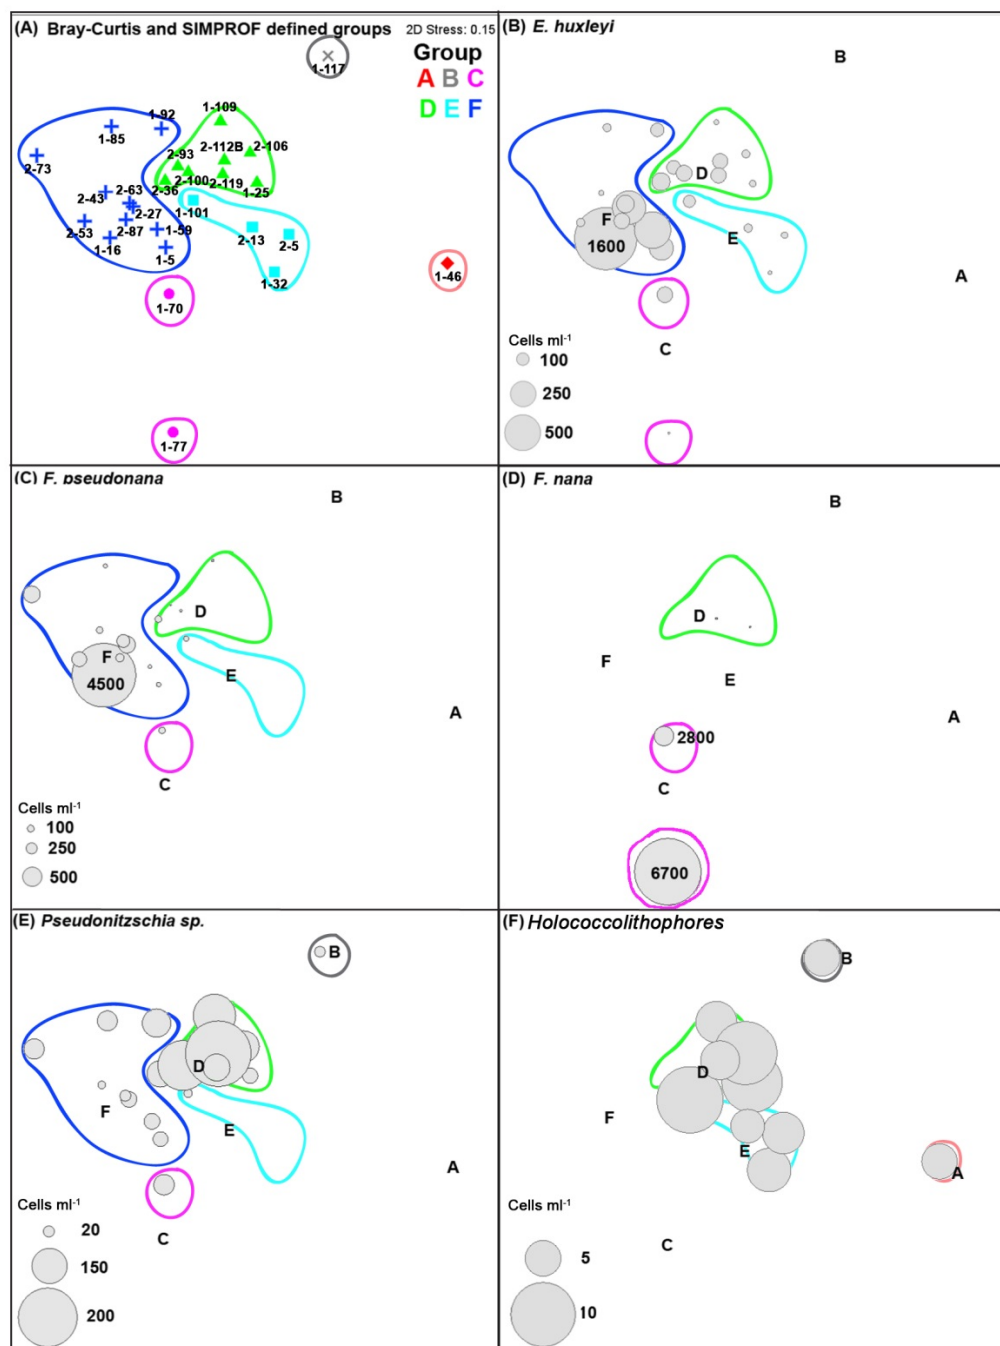 (A) Bray-Curtis and SIMPROF defined groups
2D Stress: 0.15
Group
A B C
D E F
1-117
1-109
1-92
1-85
2-112B
2-106
2-93
2-73
2-100
2-119
2-36
1-25
2-63
2-43
1-101
2-27
2-53
2-87
1-59
2-13
2-5
1-16
1-5
1-32
1-46
1-70
1-77
(B) E. huxleyi
B
D
F
E
1600
A
C
Cells ml-1
100
250
500
(C) F. pseudonana
B
D
F
E
4500
A
C
Cells ml-1
100
250
500
(D) F. nana
B
D
F
E
A
2800
C
6700
(E) Pseudonitzschia sp.
B
D
F
E
A
C
Cells ml-1
20
150
200
(F) Holococcolithophores
B
D
F
E
A
Cells ml-1
C
5
10